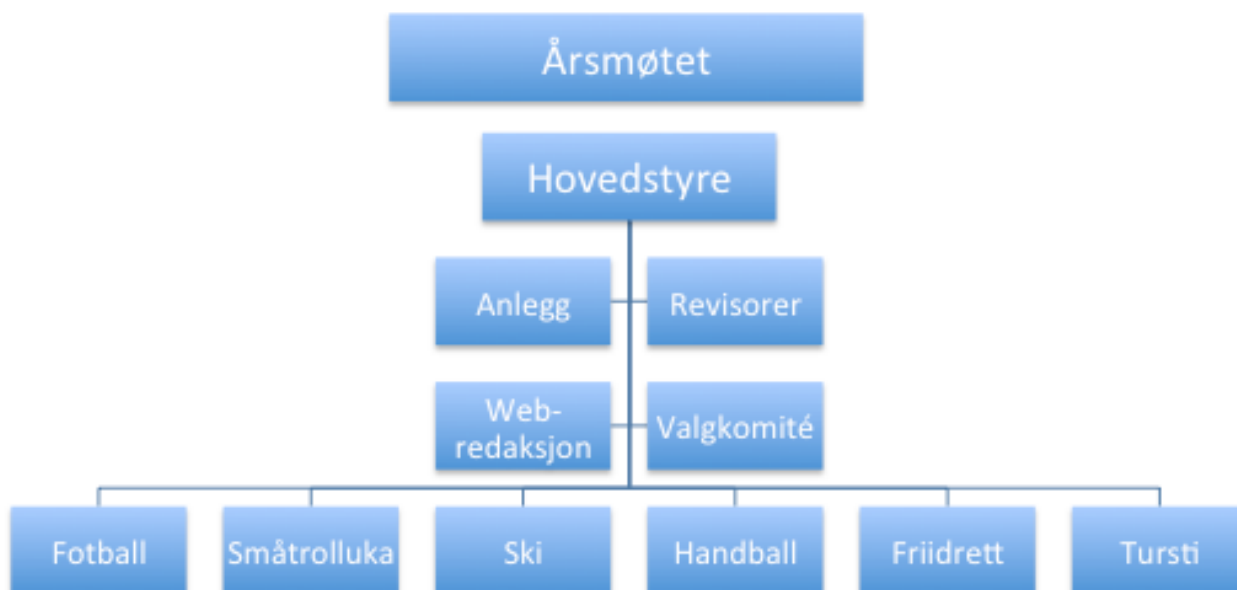 Årsmøtet
Hovedstyre
Anlegg
Revisorer
Web-
redaksjon
Valgkomité
Fotball
Småtrolluka
Ski
Handball
Friidrett
Tursti